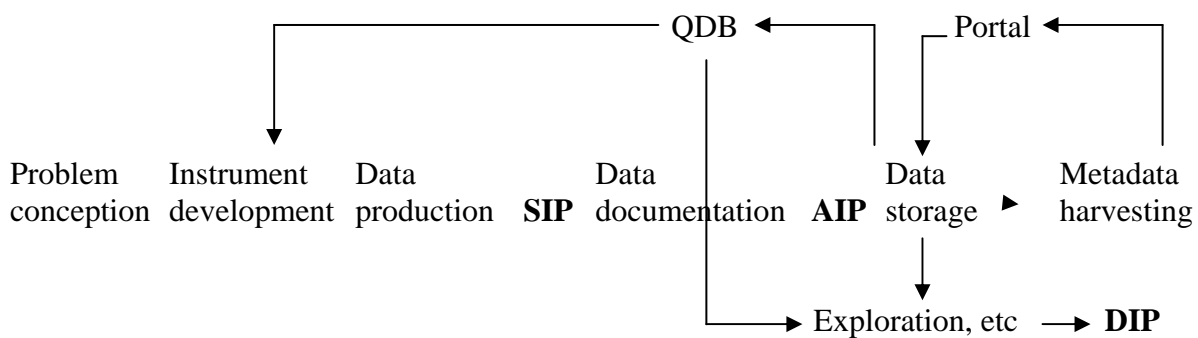 QDB Portal
Problem Instrument Data Data Data Metadata
conception development production SIP documentation AIP storage harvesting
Exploration, etc DIP